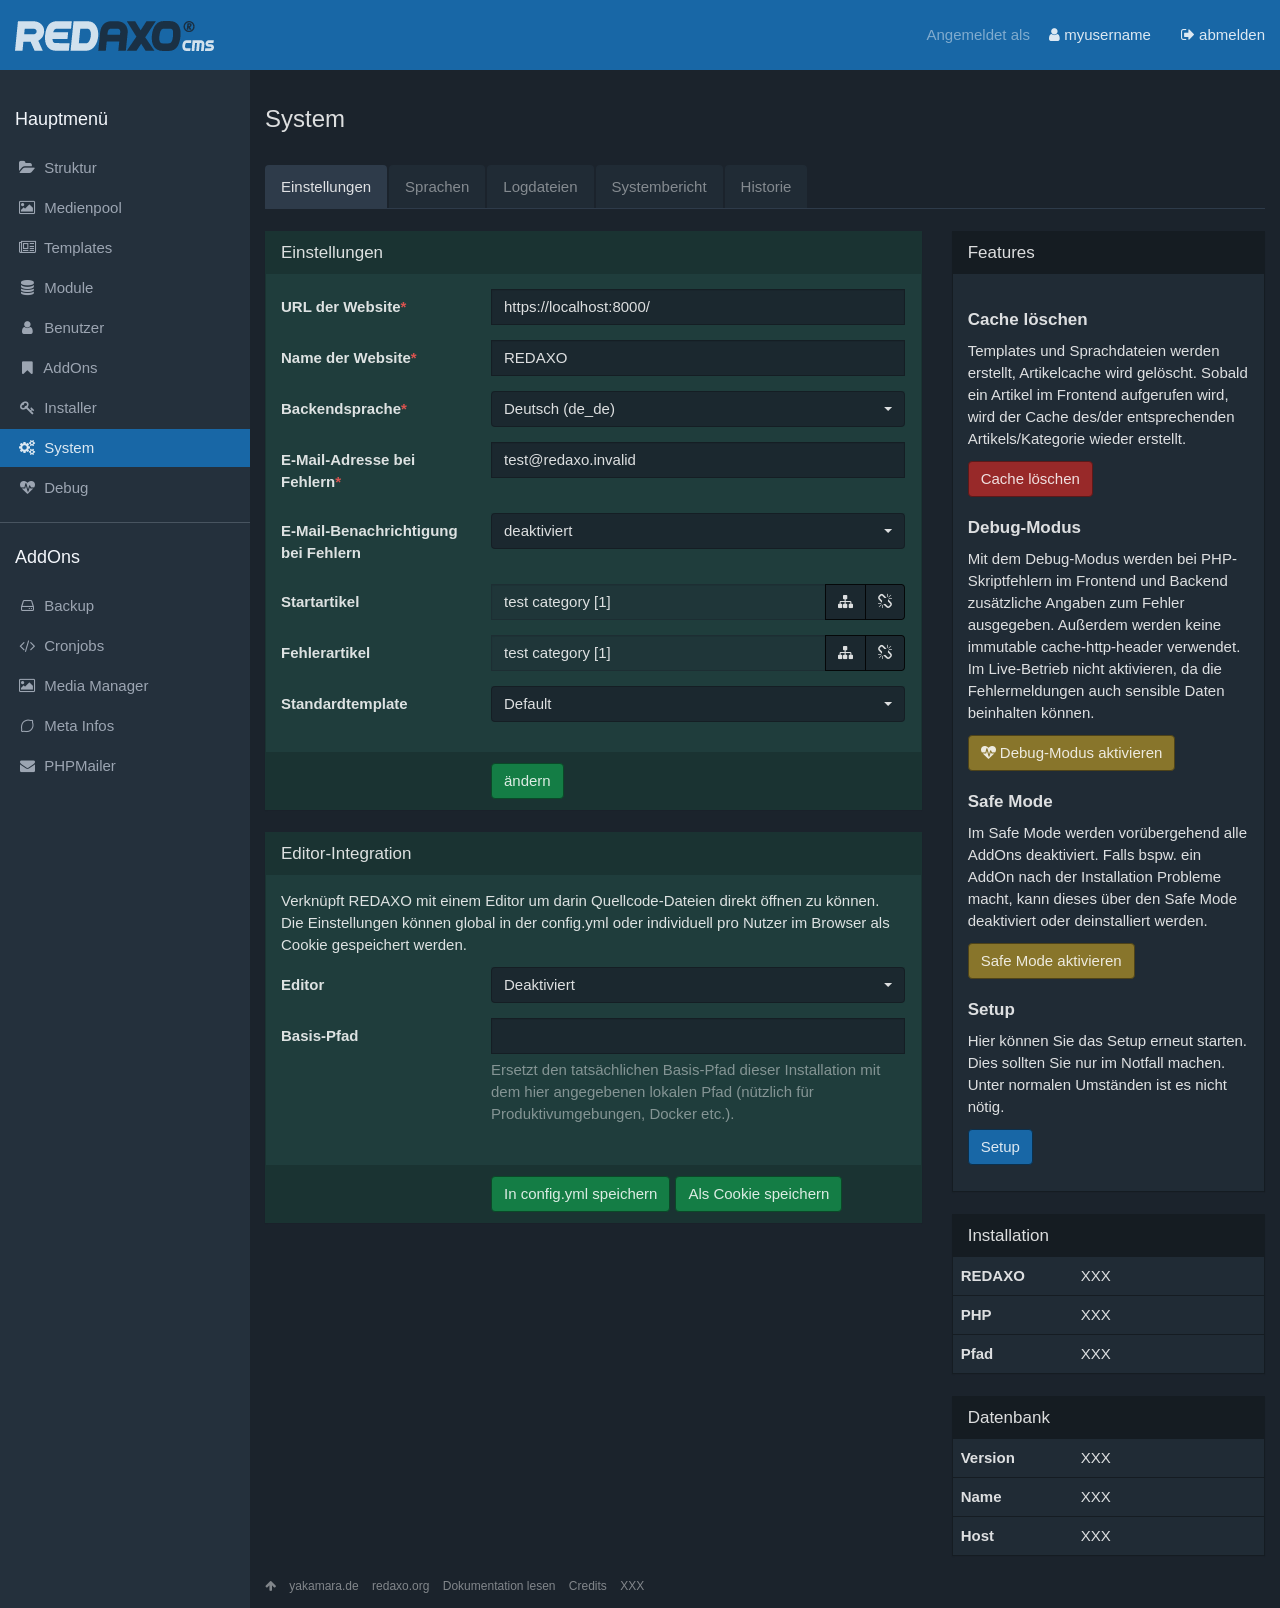 REDAXO® cms
Angemeldet als myusername abmelden
Hauptmenü
Struktur
Medienpool
Templates
Module
Benutzer
AddOns
Installer
System
Debug
AddOns
Backup
Cronjobs
Media Manager
Meta Infos
PHPMailer
System
Einstellungen Sprachen Logdateien Systembericht Historie
Einstellungen
URL der Website* https://localhost:8000/
Name der Website* REDAXO
Backendsprache* Deutsch (de_de)
E-Mail-Adresse bei test@redaxo.invalid
Fehlern*
E-Mail-Benachrichtigung deaktiviert
bei Fehlern
Startartikel test category [1]
Fehlerartikel test category [1]
Standardtemplate Default
ändern
Editor-Integration
Verknüpft REDAXO mit einem Editor um darin Quellcode-Dateien direkt öffnen zu können.
Die Einstellungen können global in der config.yml oder individuell pro Nutzer im Browser als
Cookie gespeichert werden.
Editor Deaktiviert
Basis-Pfad
Ersetzt den tatsächlichen Basis-Pfad dieser Installation mit
dem hier angegebenen lokalen Pfad (nützlich für
Produktivumgebungen, Docker etc.).
In config.yml speichern Als Cookie speichern
Features
Cache löschen
Templates und Sprachdateien werden
erstellt, Artikelcache wird gelöscht. Sobald
ein Artikel im Frontend aufgerufen wird,
wird der Cache des/der entsprechenden
Artikels/Kategorie wieder erstellt.
Cache löschen
Debug-Modus
Mit dem Debug-Modus werden bei PHP-
Skriptfehlern im Frontend und Backend
zusätzliche Angaben zum Fehler
ausgegeben. Außerdem werden keine
immutable cache-http-header verwendet.
Im Live-Betrieb nicht aktivieren, da die
Fehlermeldungen auch sensible Daten
beinhalten können.
Debug-Modus aktivieren
Safe Mode
Im Safe Mode werden vorübergehend alle
AddOns deaktiviert. Falls bspw. ein
AddOn nach der Installation Probleme
macht, kann dieses über den Safe Mode
deaktiviert oder deinstalliert werden.
Safe Mode aktivieren
Setup
Hier können Sie das Setup erneut starten.
Dies sollten Sie nur im Notfall machen.
Unter normalen Umständen ist es nicht
nötig.
Setup
Installation
REDAXO XXX
PHP XXX
Pfad XXX
Datenbank
Version XXX
Name XXX
Host XXX
yakamara.de redaxo.org Dokumentation lesen Credits XXX